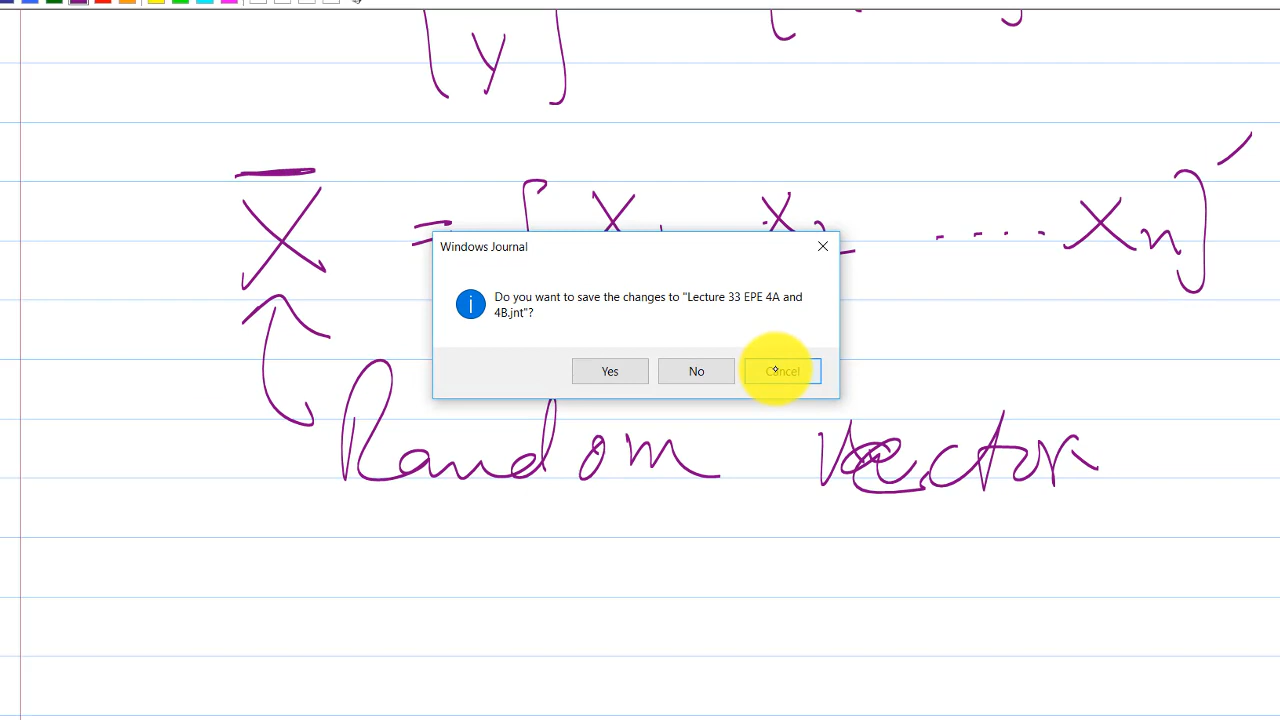 y
X = [ X₁ X₂ ..... Xn ]′
Windows Journal
Do you want to save the changes to "Lecture 33 EPE 4A and
4B.jnt"?
Yes No Cancel
Random vector